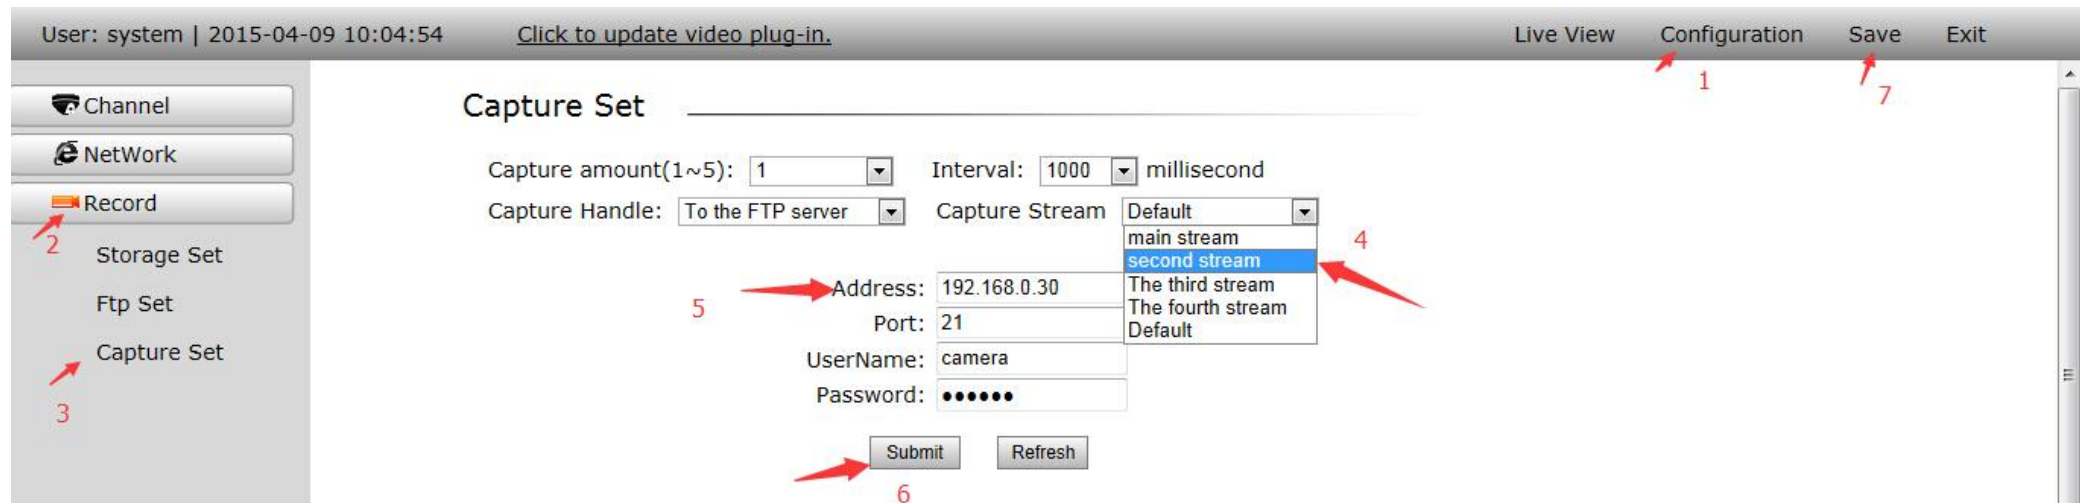 User: system | 2015-04-09 10:04:54 Click to update video plug-in. Live View Configuration Save Exit
1
7
Channel
Capture Set
NetWork
Capture amount(1~5): 1 Interval: 1000 millisecond
Record
Capture Handle: To the FTP server Capture Stream Default
2
main stream
4
Storage Set
second stream
Address: 192.168.0.30
The third stream
Ftp Set
5
The fourth stream
Port: 21
Default
Capture Set
UserName: camera
3
Password: ●●●●●●
Submit Refresh
6